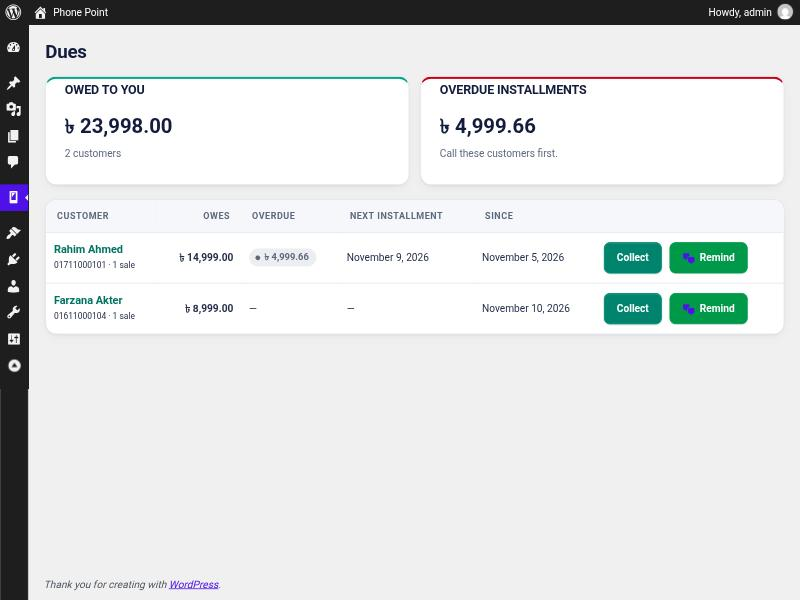 Phone Point
Howdy, admin
Dues
OWED TO YOU
৳ 23,998.00
2 customers
OVERDUE INSTALLMENTS
৳ 4,999.66
Call these customers first.
CUSTOMER OWES OVERDUE NEXT INSTALLMENT SINCE
Rahim Ahmed
01711000101 · 1 sale
৳ 14,999.00 ৳ 4,999.66 November 9, 2026 November 5, 2026 Collect Remind
Farzana Akter
01611000104 · 1 sale
৳ 8,999.00 — — November 10, 2026 Collect Remind
Thank you for creating with WordPress.